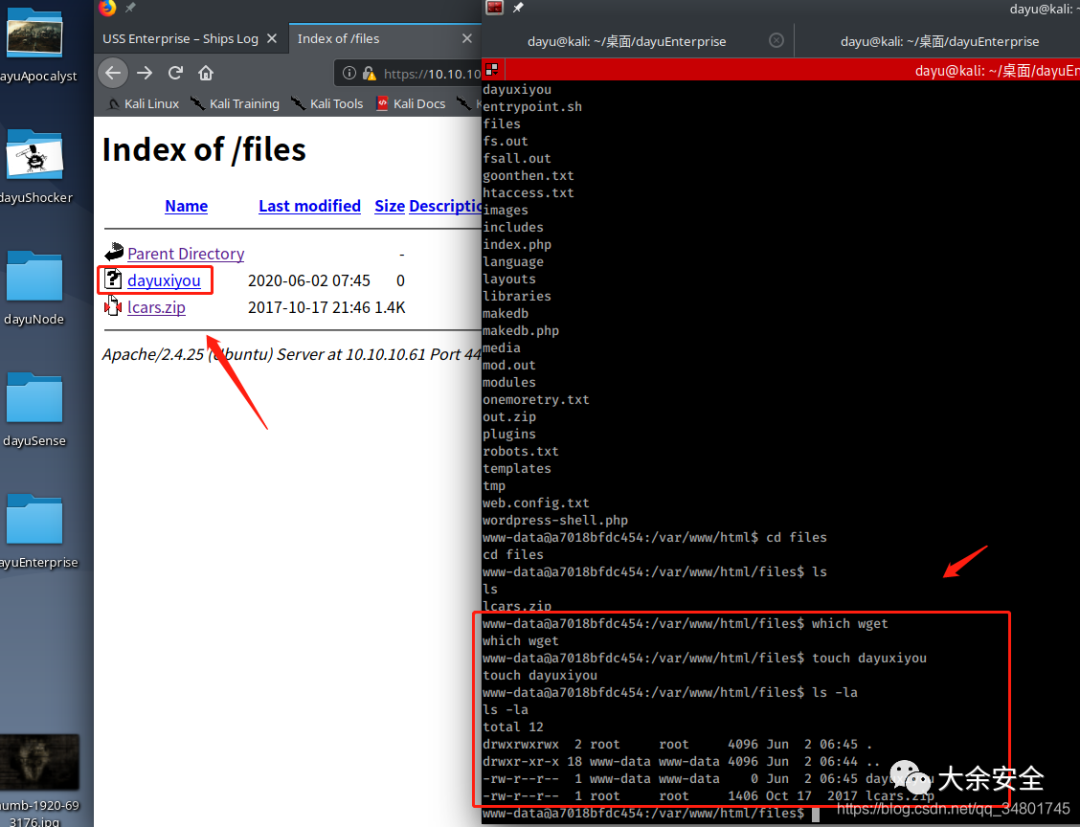 ayuApocalyst
dayuShocker
dayuNode
dayuSense
ayuEnterprise
humb-1920-69
3176.jpg
USS Enterprise – Ships Log
Index of /files
https://10.10.10
Kali Linux
Kali Training
Kali Tools
Kali Docs
Index of /files
Name Last modified Size Descriptio
Parent Directory -
dayuxiyou 2020-06-02 07:45 0
lcars.zip 2017-10-17 21:46 1.4K
Apache/2.4.25 (Ubuntu) Server at 10.10.10.61 Port 44
dayu@kali: ~
dayu@kali: ~/桌面/dayuEnterprise
dayu@kali: ~/桌面/dayuEnterprise
dayu@kali: ~/桌面/dayuEn
dayuxiyou
entrypoint.sh
files
fs.out
fsall.out
goonthen.txt
htaccess.txt
images
includes
index.php
language
layouts
libraries
makedb
makedb.php
media
mod.out
modules
onemoretry.txt
out.zip
plugins
robots.txt
templates
tmp
web.config.txt
wordpress-shell.php
www-data@a7018bfdc454:/var/www/html$ cd files
cd files
www-data@a7018bfdc454:/var/www/html/files$ ls
ls
lcars.zip
www-data@a7018bfdc454:/var/www/html/files$ which wget
which wget
www-data@a7018bfdc454:/var/www/html/files$ touch dayuxiyou
touch dayuxiyou
www-data@a7018bfdc454:/var/www/html/files$ ls -la
ls -la
total 12
drwxrwxrwx 2 root root 4096 Jun 2 06:45 .
drwxr-xr-x 18 www-data www-data 4096 Jun 2 06:44 ..
-rw-r--r-- 1 www-data www-data 0 Jun 2 06:45 dayuxiyou
-rw-r--r-- 1 root root 1406 Oct 17 2017 lcars.zip
www-data@a7018bfdc454:/var/www/html/files$
大余安全
https://blog.csdn.net/qq_34801745